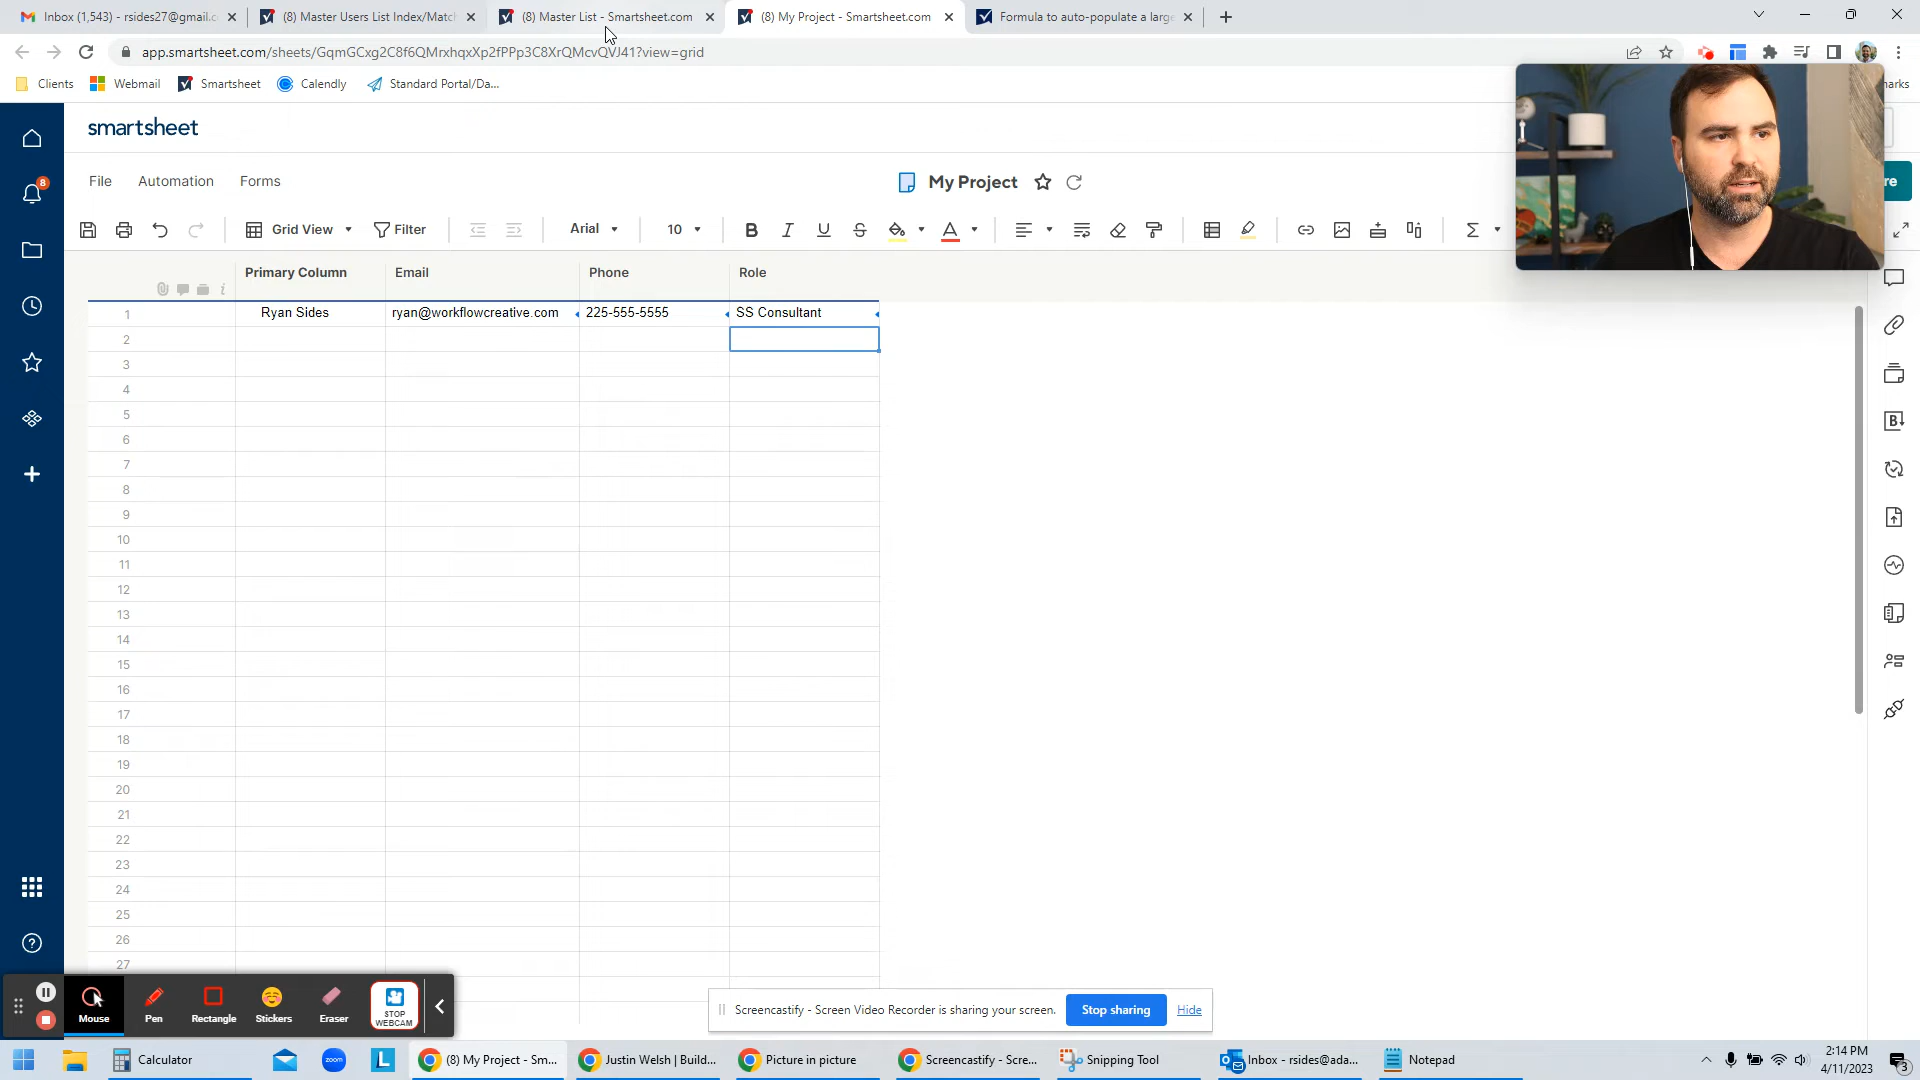 Inbox (1,543) - rsides27@gmail.c
(8) Master Users List Index/Matc
(8) Master List - Smartsheet.com
(8) My Project - Smartsheet.com
Formula to auto-populate a large
app.smartsheet.com/sheets/GqmGCxg2C8f6QMrxhqxXp2fPPp3C8XrQMcvQVJ41?view=grid
Clients
Webmail
Smartsheet
Calendly
Standard Portal/Da...
smartsheet
8
File
Automation
Forms
My Project
Grid View
Filter
Arial
10
B
I
U
S
A
Σ
Primary Column
Email
Phone
Role
1
Ryan Sides
ryan@workflowcreative.com
225-555-5555
SS Consultant
2
3
4
5
6
7
8
9
10
11
12
13
14
15
16
17
18
19
20
21
22
23
24
25
26
27
Mouse
Pen
Rectangle
Stickers
Eraser
STOP
WEBCAM
Screencastify - Screen Video Recorder is sharing your screen.
Stop sharing
Hide
Calculator
zoom
L
(8) My Project - Sm...
Justin Welsh | Build...
Picture in picture
Screencastify - Scre...
Snipping Tool
Inbox - rsides@ada...
Notepad
2:14 PM
4/11/2023
3